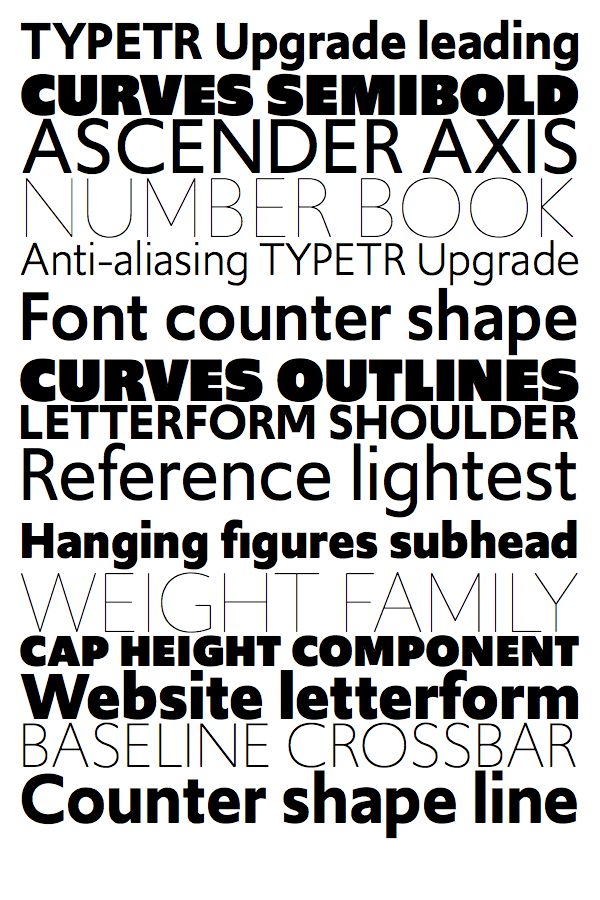 TYPETR Upgrade leading
CURVES SEMIBOLD
ASCENDER AXIS
NUMBER BOOK
Anti-aliasing TYPETR Upgrade
Font counter shape
CURVES OUTLINES
LETTERFORM SHOULDER
Reference lightest
Hanging figures subhead
WEIGHT FAMILY
CAP HEIGHT COMPONENT
Website letterform
BASELINE CROSSBAR
Counter shape line